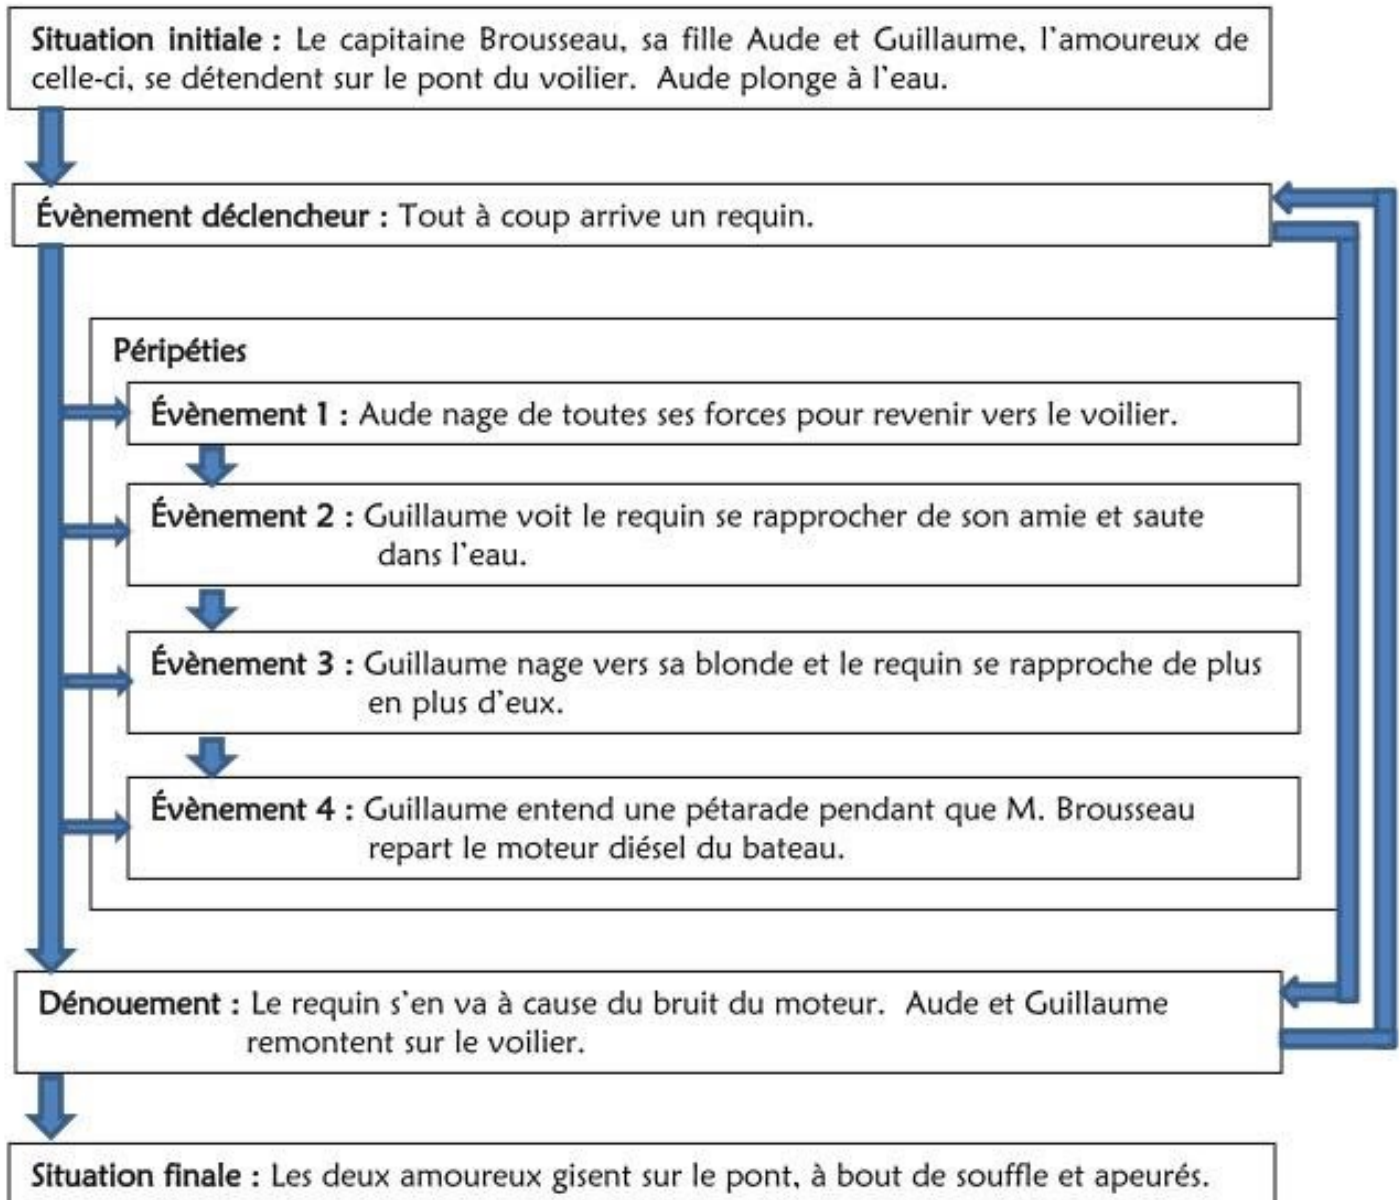 Situation initiale : Le capitaine Brousseau, sa fille Aude et Guillaume, l'amoureux de
celle-ci, se détendent sur le pont du voilier. Aude plonge à l'eau.
Évènement déclencheur : Tout à coup arrive un requin.
Péripéties
Évènement 1 : Aude nage de toutes ses forces pour revenir vers le voilier.
Évènement 2 : Guillaume voit le requin se rapprocher de son amie et saute
dans l'eau.
Évènement 3 : Guillaume nage vers sa blonde et le requin se rapproche de plus
en plus d'eux.
Évènement 4 : Guillaume entend une pétarade pendant que M. Brousseau
repart le moteur diésel du bateau.
Dénouement : Le requin s'en va à cause du bruit du moteur. Aude et Guillaume
remontent sur le voilier.
Situation finale : Les deux amoureux gisent sur le pont, à bout de souffle et apeurés.